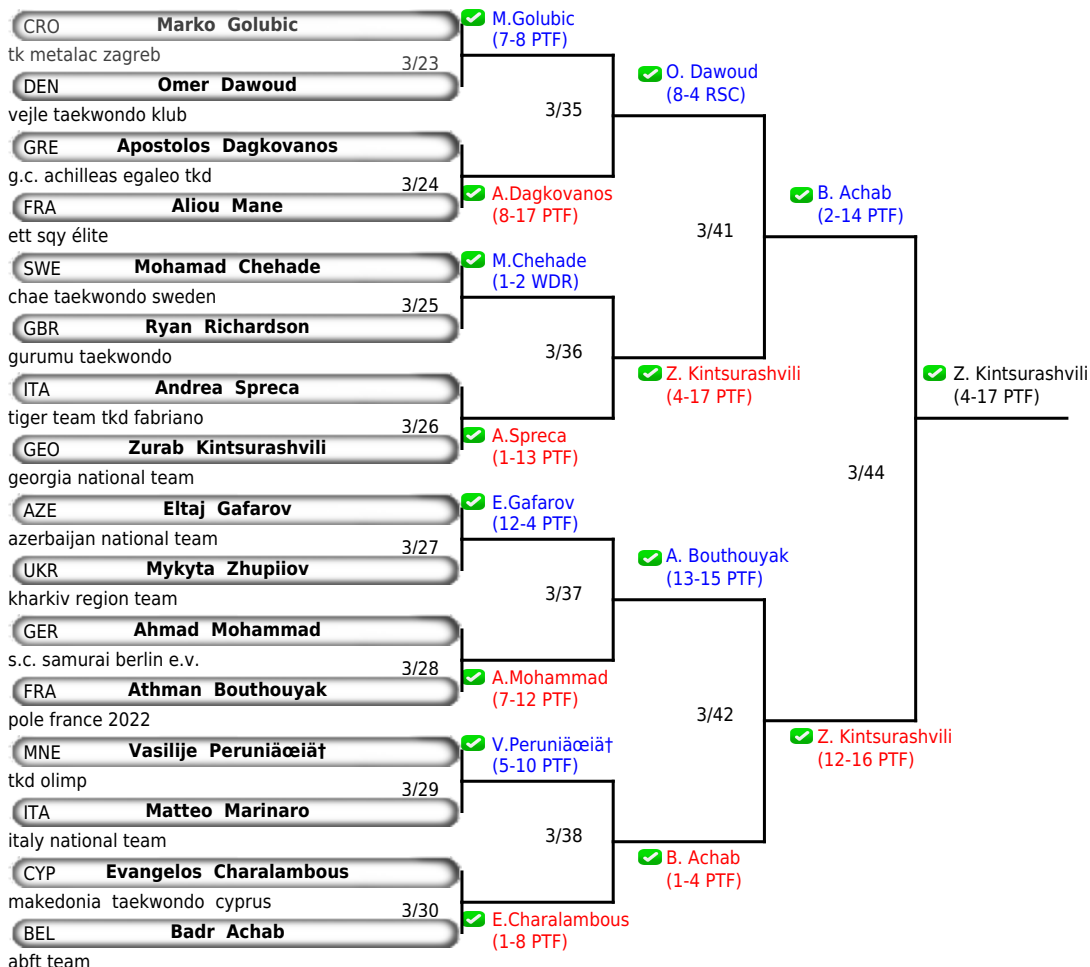 CRO Marko Golubic
tk metalac zagreb
3/23
DEN Omer Dawoud
vejle taekwondo klub
GRE Apostolos Dagkovanos
g.c. achilleas egaleo tkd
3/24
FRA Aliou Mane
ett sqy élite
SWE Mohamad Chehade
chae taekwondo sweden
3/25
GBR Ryan Richardson
gurumu taekwondo
ITA Andrea Spreca
tiger team tkd fabriano
3/26
GEO Zurab Kintsurashvili
georgia national team
AZE Eltaj Gafarov
azerbaijan national team
3/27
UKR Mykyta Zhupiiov
kharkiv region team
GER Ahmad Mohammad
s.c. samurai berlin e.v.
3/28
FRA Athman Bouthouyak
pole france 2022
MNE Vasilije Peruniäœiä†
tkd olimp
3/29
ITA Matteo Marinaro
italy national team
CYP Evangelos Charalambous
makedonia taekwondo cyprus
3/30
BEL Badr Achab
abft team
M.Golubic
(7-8 PTF)
3/35
A.Dagkovanos
(8-17 PTF)
M.Chehade
(1-2 WDR)
3/36
A.Spreca
(1-13 PTF)
E.Gafarov
(12-4 PTF)
3/37
A.Mohammad
(7-12 PTF)
V.Peruniäœiä†
(5-10 PTF)
3/38
E.Charalambous
(1-8 PTF)
O. Dawoud
(8-4 RSC)
3/41
Z. Kintsurashvili
(4-17 PTF)
A. Bouthouyak
(13-15 PTF)
3/42
B. Achab
(1-4 PTF)
B. Achab
(2-14 PTF)
3/44
Z. Kintsurashvili
(12-16 PTF)
Z. Kintsurashvili
(4-17 PTF)